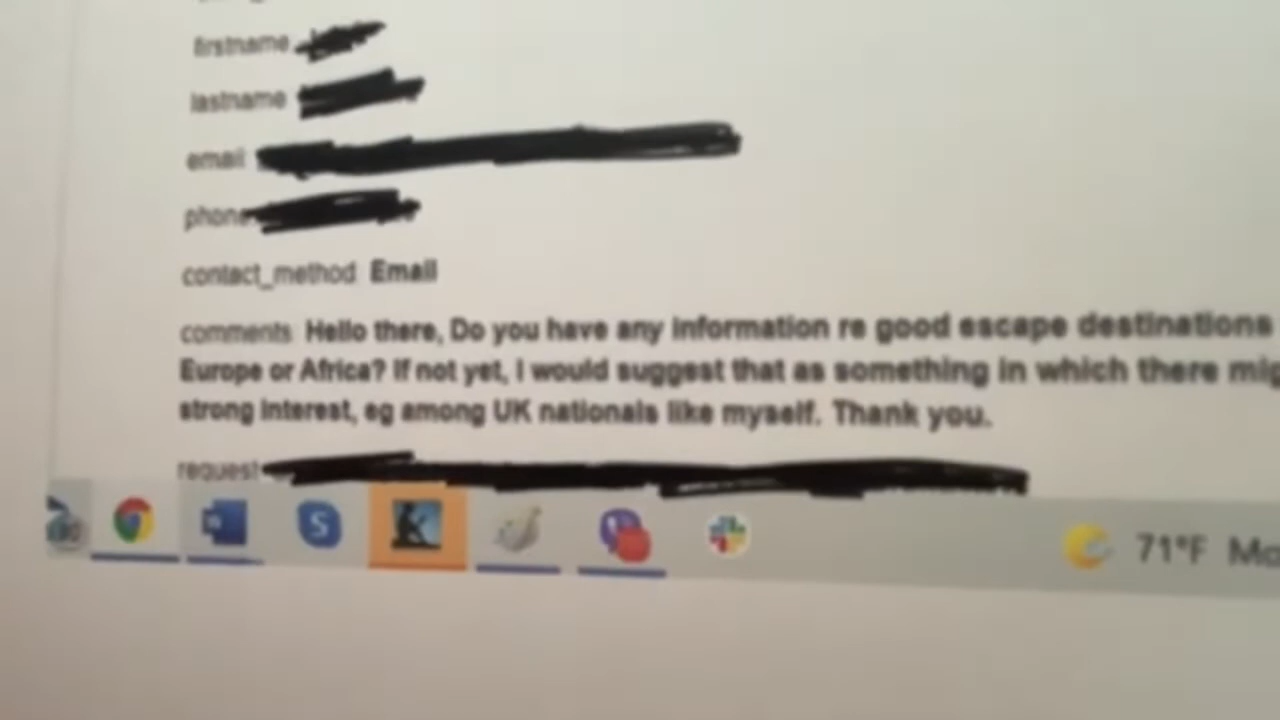 firstname
lastname
email
phone
contact_method Email
comments Hello there, Do you have any information re good escape destinations
Europe or Africa? If not yet, I would suggest that as something in which there
strong interest, eg among UK nationals like myself. Thank you.
request
71°F